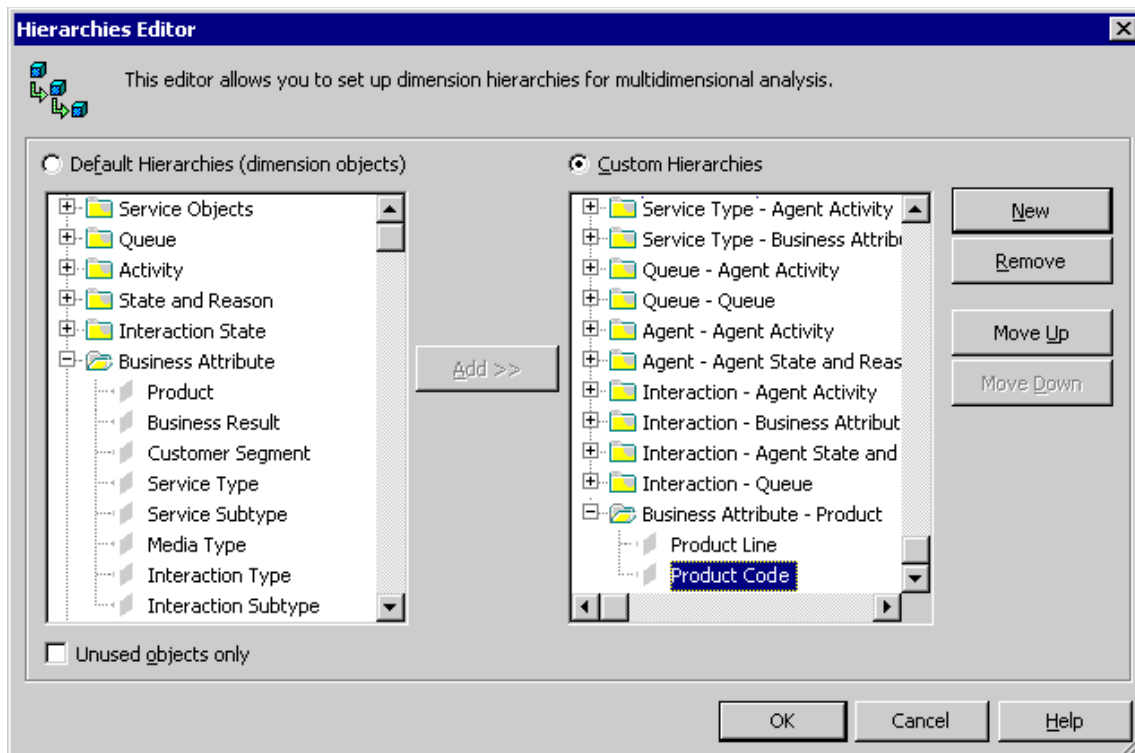 Hierarchies Editor
This editor allows you to set up dimension hierarchies for multidimensional analysis.
Default Hierarchies (dimension objects)
Service Objects
Queue
Activity
State and Reason
Interaction State
Business Attribute
Product
Business Result
Customer Segment
Service Type
Service Subtype
Media Type
Interaction Type
Interaction Subtype
Unused objects only
Add >>
Custom Hierarchies
Service Type - Agent Activity
Service Type - Business Attribu
Queue - Agent Activity
Queue - Queue
Agent - Agent Activity
Agent - Agent State and Reas
Interaction - Agent Activity
Interaction - Business Attribut
Interaction - Agent State and
Interaction - Queue
Business Attribute - Product
Product Line
Product Code
New
Remove
Move Up
Move Down
OK
Cancel
Help